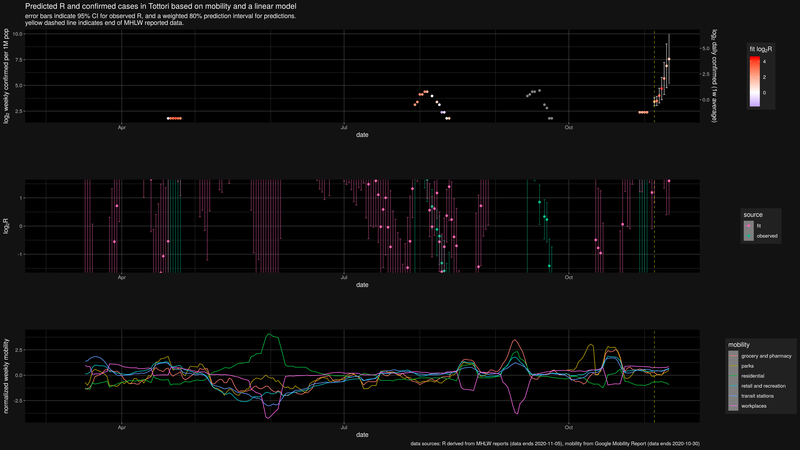 Predicted R and confirmed cases in Tottori based on mobility and a linear model
error bars indicate 95% CI for observed R, and a weighted 80% prediction interval for predictions.
yellow dashed line indicates end of MHLW reported data.
log₂ weekly confirmed per 1M pop
10.0
7.5
5.0
2.5
log₂ daily confirmed (1w average)
5.0
2.5
0.0
Apr
Jul
Oct
date
fit log₂R
4
2
0
log₂R
1
0
-1
Apr
Jul
Oct
date
source
fit
observed
normalised weekly mobility
2.5
0.0
-2.5
Apr
Jul
Oct
date
mobility
grocery and pharmacy
parks
residential
retail and recreation
transit stations
workplaces
data sources: R derived from MHLW reports (data ends 2020-11-05), mobility from Google Mobility Report (data ends 2020-10-30)